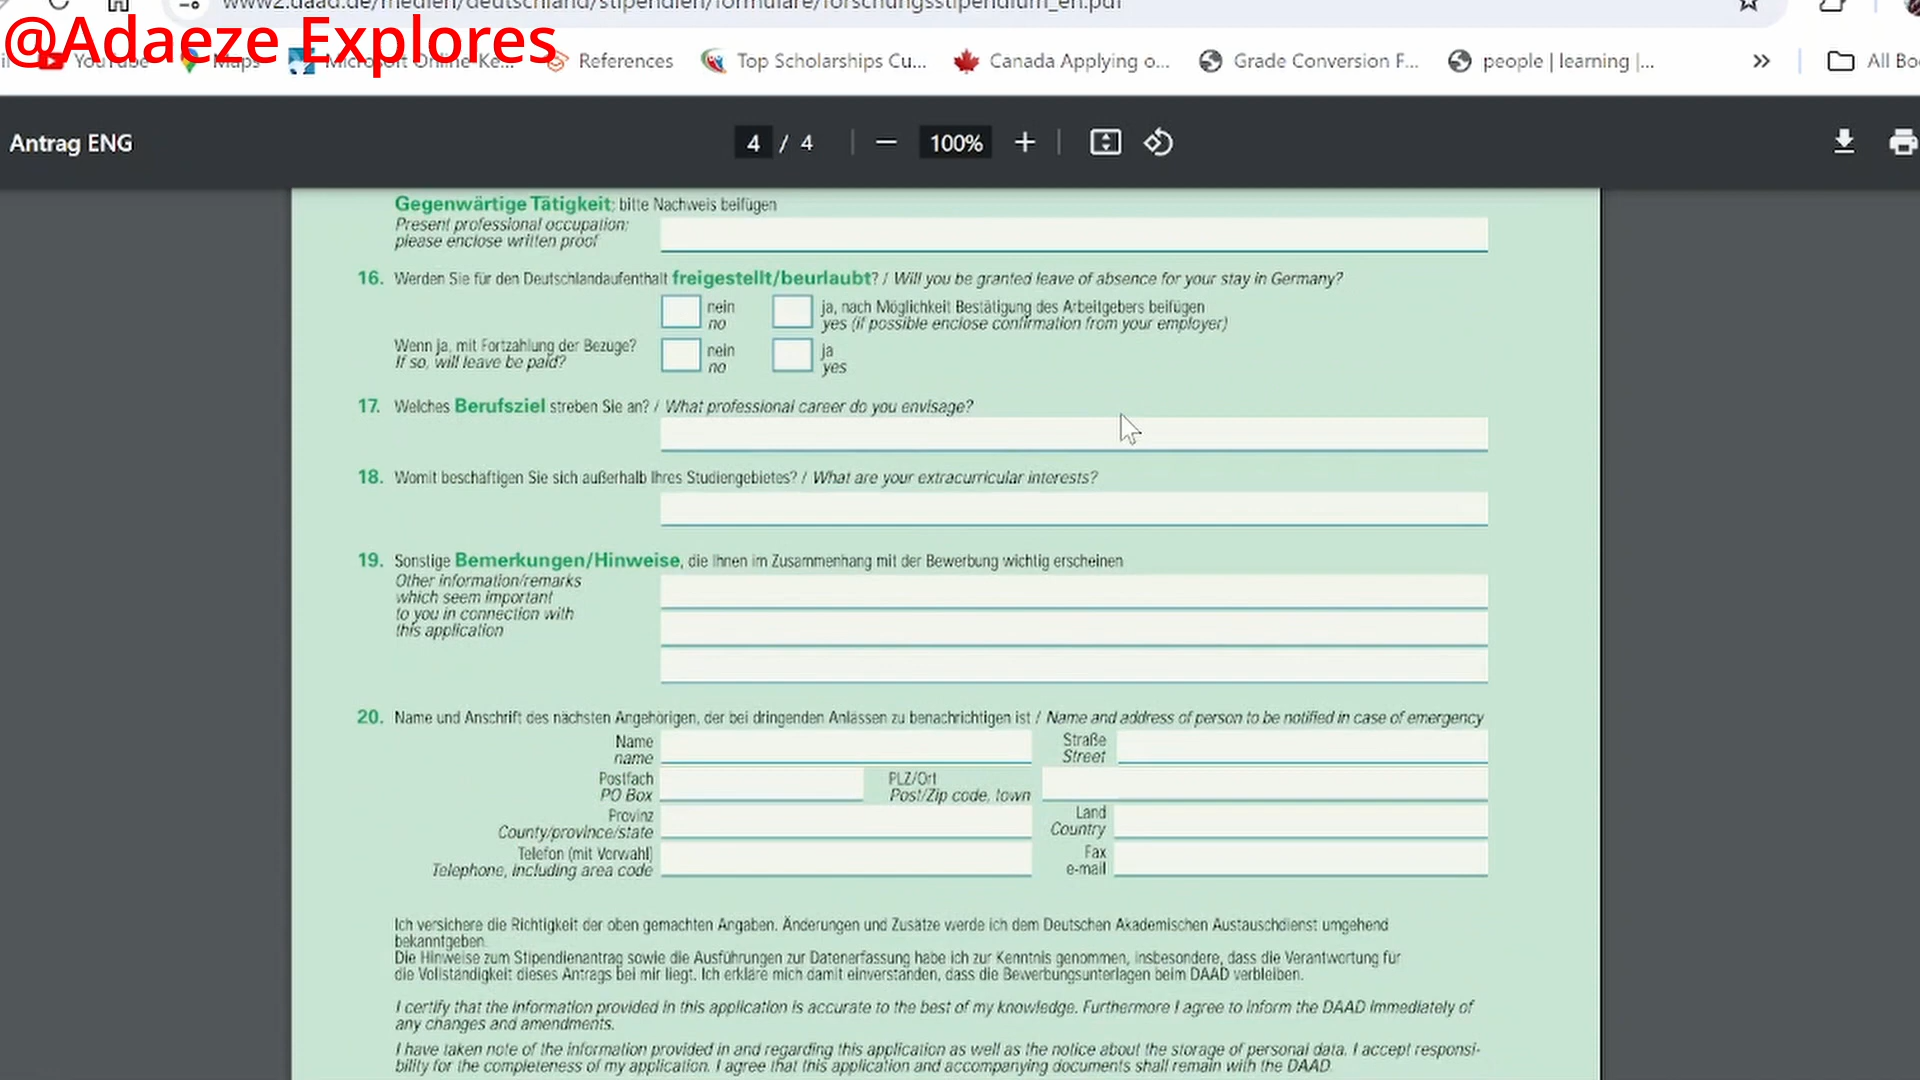 www2.daad.de/medien/deutschland/stipendien/formulare/forschungsstipendium_en.pdf
@Adaeze Explores
YouTube Maps Microsoft Online Ke... References Top Scholarships Cu... Canada Applying o... Grade Conversion F... people | learning |... » All Bo
Antrag ENG 4 / 4 — 100% +
Gegenwärtige Tätigkeit; bitte Nachweis beifügen
Present professional occupation;
please enclose written proof
16. Werden Sie für den Deutschlandaufenthalt freigestellt/beurlaubt? / Will you be granted leave of absence for your stay in Germany?
nein ja, nach Möglichkeit Bestätigung des Arbeitgebers beifügen
no yes (if possible enclose confirmation from your employer)
Wenn ja, mit Fortzahlung der Bezüge? nein ja
If so, will leave be paid? no yes
17. Welches Berufsziel streben Sie an? / What professional career do you envisage?
18. Womit beschäftigen Sie sich außerhalb Ihres Studiengebietes? / What are your extracurricular interests?
19. Sonstige Bemerkungen/Hinweise, die Ihnen im Zusammenhang mit der Bewerbung wichtig erscheinen
Other information/remarks
which seem important
to you in connection with
this application
20. Name und Anschrift des nächsten Angehörigen, der bei dringenden Anlässen zu benachrichtigen ist / Name and address of person to be notified in case of emergency
Name Straße
name Street
Postfach PLZ/Ort
PO Box Post/Zip code, town
Provinz Land
County/province/state Country
Telefon (mit Vorwahl) Fax
Telephone, including area code e-mail
Ich versichere die Richtigkeit der oben gemachten Angaben. Änderungen und Zusätze werde ich dem Deutschen Akademischen Austauschdienst umgehend
bekanntgeben.
Die Hinweise zum Stipendienantrag sowie die Ausführungen zur Datenerfassung habe ich zur Kenntnis genommen, insbesondere, dass die Verantwortung für
die Vollständigkeit dieses Antrags bei mir liegt. Ich erkläre mich damit einverstanden, dass die Bewerbungsunterlagen beim DAAD verbleiben.
I certify that the information provided in this application is accurate to the best of my knowledge. Furthermore I agree to inform the DAAD immediately of
any changes and amendments.
I have taken note of the information provided in and regarding this application as well as the notice about the storage of personal data. I accept responsi-
bility for the completeness of my application. I agree that this application and accompanying documents shall remain with the DAAD.